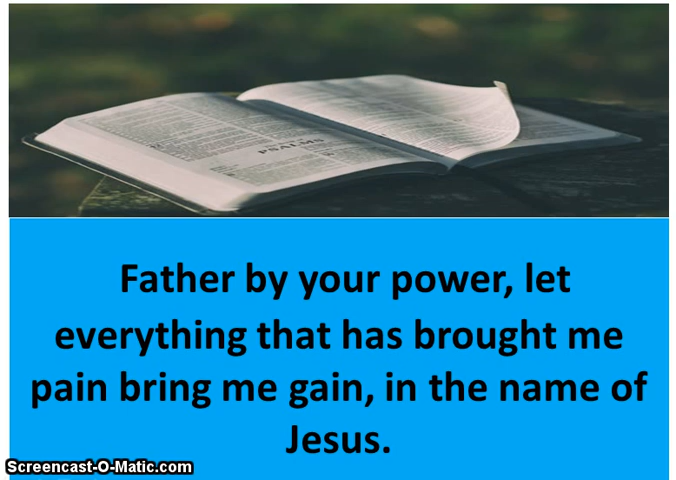 PSALMS
Father by your power, let
everything that has brought me
pain bring me gain, in the name of
Jesus.
Screencast-O-Matic.com